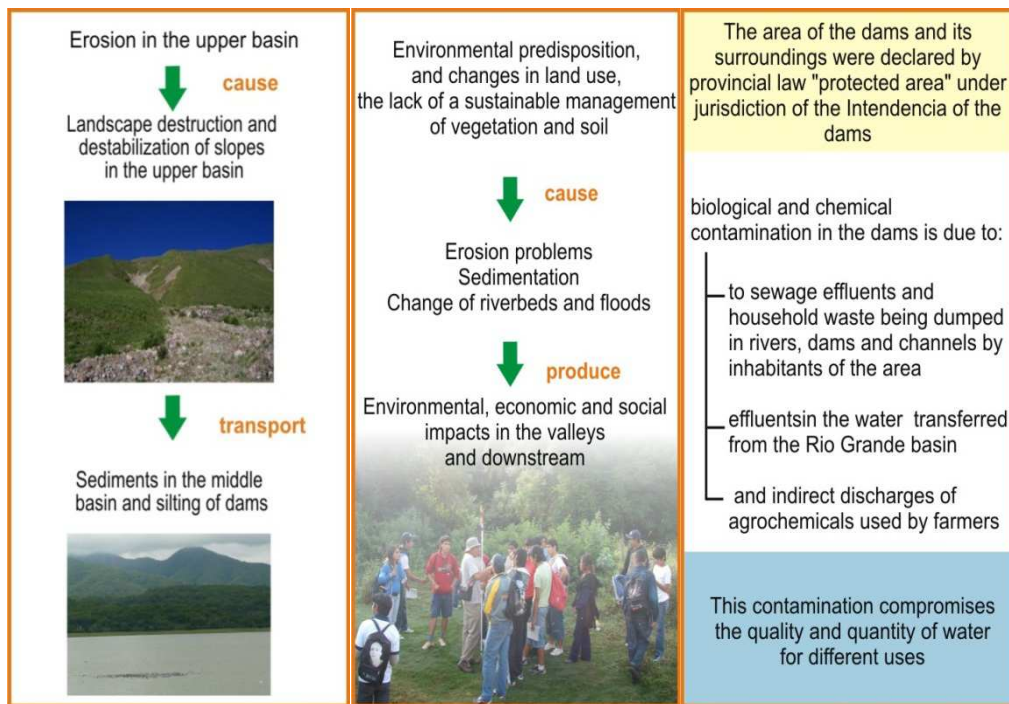 Erosion in the upper basin
cause
Landscape destruction and
destabilization of slopes
in the upper basin
transport
Sediments in the middle
basin and silting of dams
Environmental predisposition,
and changes in land use,
the lack of a sustainable management
of vegetation and soil
cause
Erosion problems
Sedimentation
Change of riverbeds and floods
produce
Environmental, economic and social
impacts in the valleys
and downstream
The area of the dams and its
surroundings were declared by
provincial law "protected area" under
jurisdiction of the Intendencia of the
dams
biological and chemical
contamination in the dams is due to:
to sewage effluents and
household waste being dumped
in rivers, dams and channels by
inhabitants of the area
effluentsin the water transferred
from the Rio Grande basin
and indirect discharges of
agrochemicals used by farmers
This contamination compromises
the quality and quantity of water
for different uses